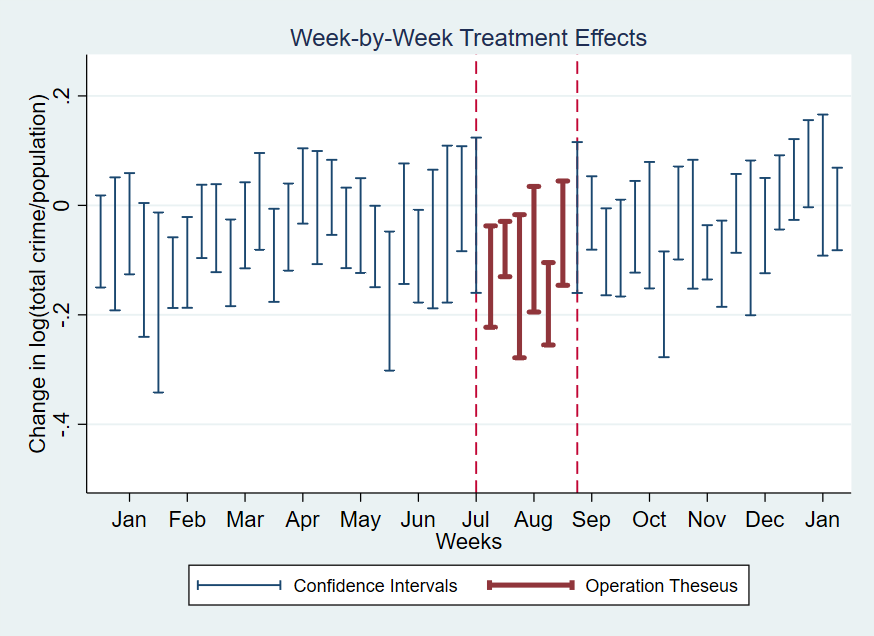 Week-by-Week Treatment Effects
Change in log(total crime/population)
.2
0
-.2
-.4
Jan Feb Mar Apr May Jun Jul Aug Sep Oct Nov Dec Jan
Weeks
Confidence Intervals Operation Theseus